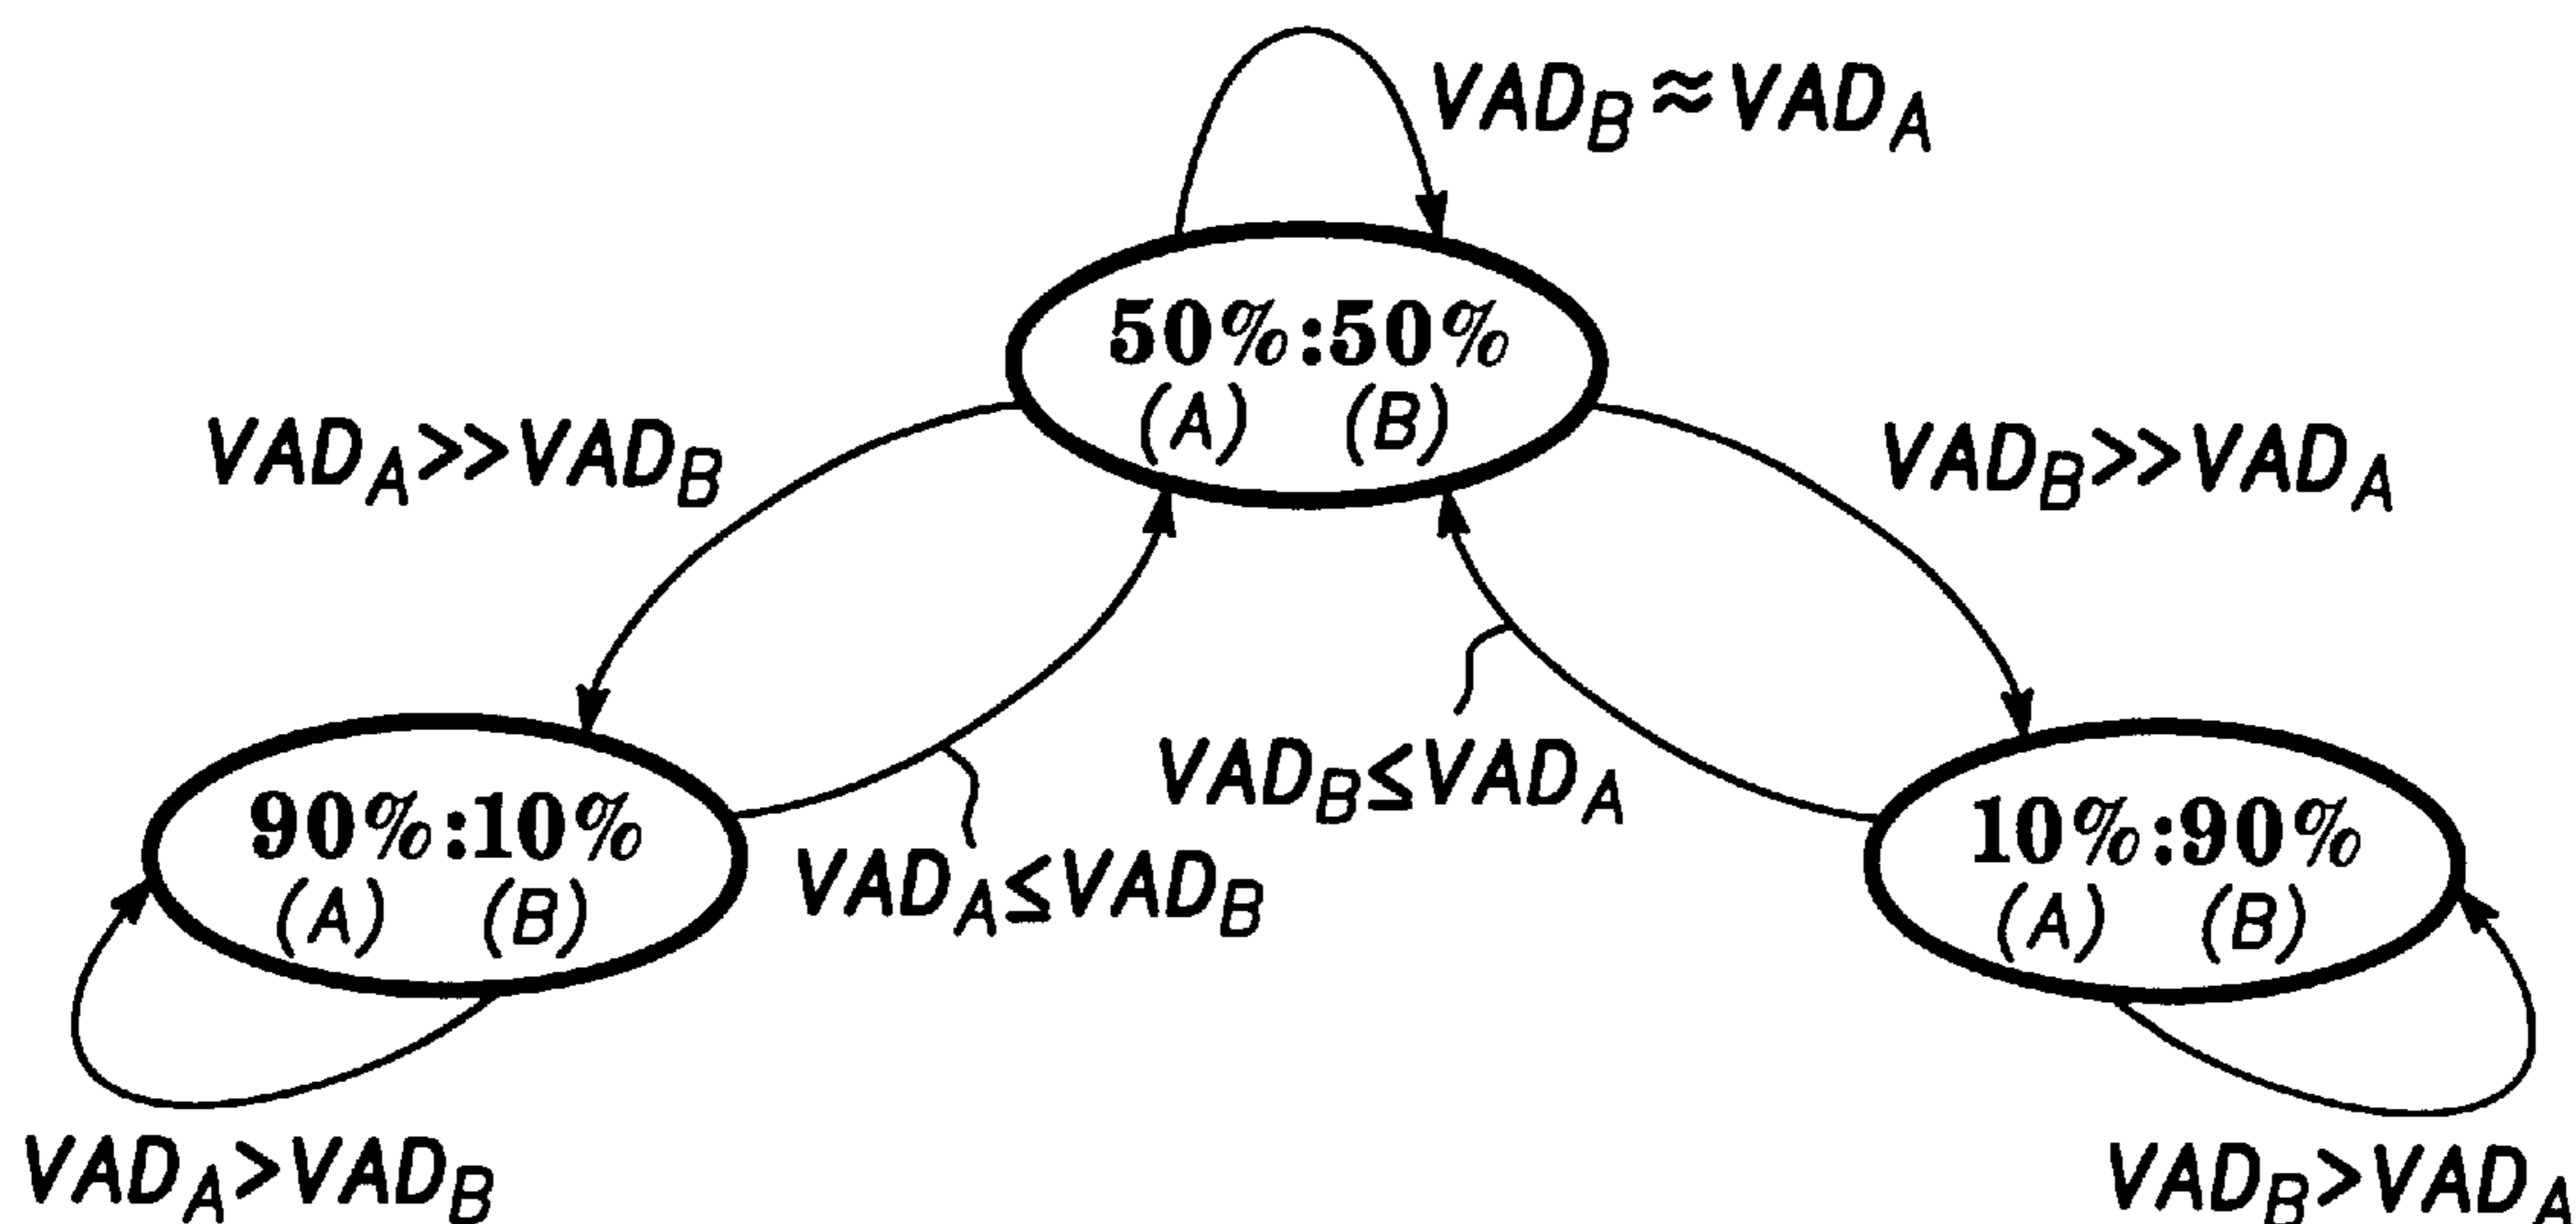 VAD_B≈VAD_A
50%:50%
(A) (B)
VAD_A>>VAD_B
VAD_B>>VAD_A
VAD_B≤VAD_A
90%:10%
(A) (B)
VAD_A≤VAD_B
10%:90%
(A) (B)
VAD_A>VAD_B
VAD_B>VAD_A